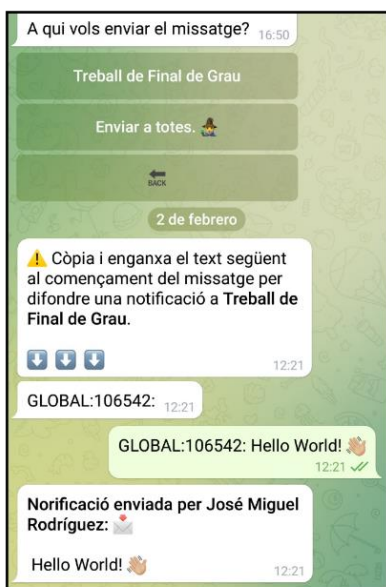 A qui vols enviar el missatge? 16:50
Treball de Final de Grau
Enviar a totes.
BACK
2 de febrero
⚠️ Còpia i enganxa el text següent
al començament del missatge per
difondre una notificació a Treball de
Final de Grau.
⬇️ ⬇️ ⬇️ 12:21
GLOBAL:106542: 12:21
GLOBAL:106542: Hello World! 👋🏼
12:21
Norificació enviada per José Miguel
Rodríguez: 📩
Hello World! 👋🏼 12:21